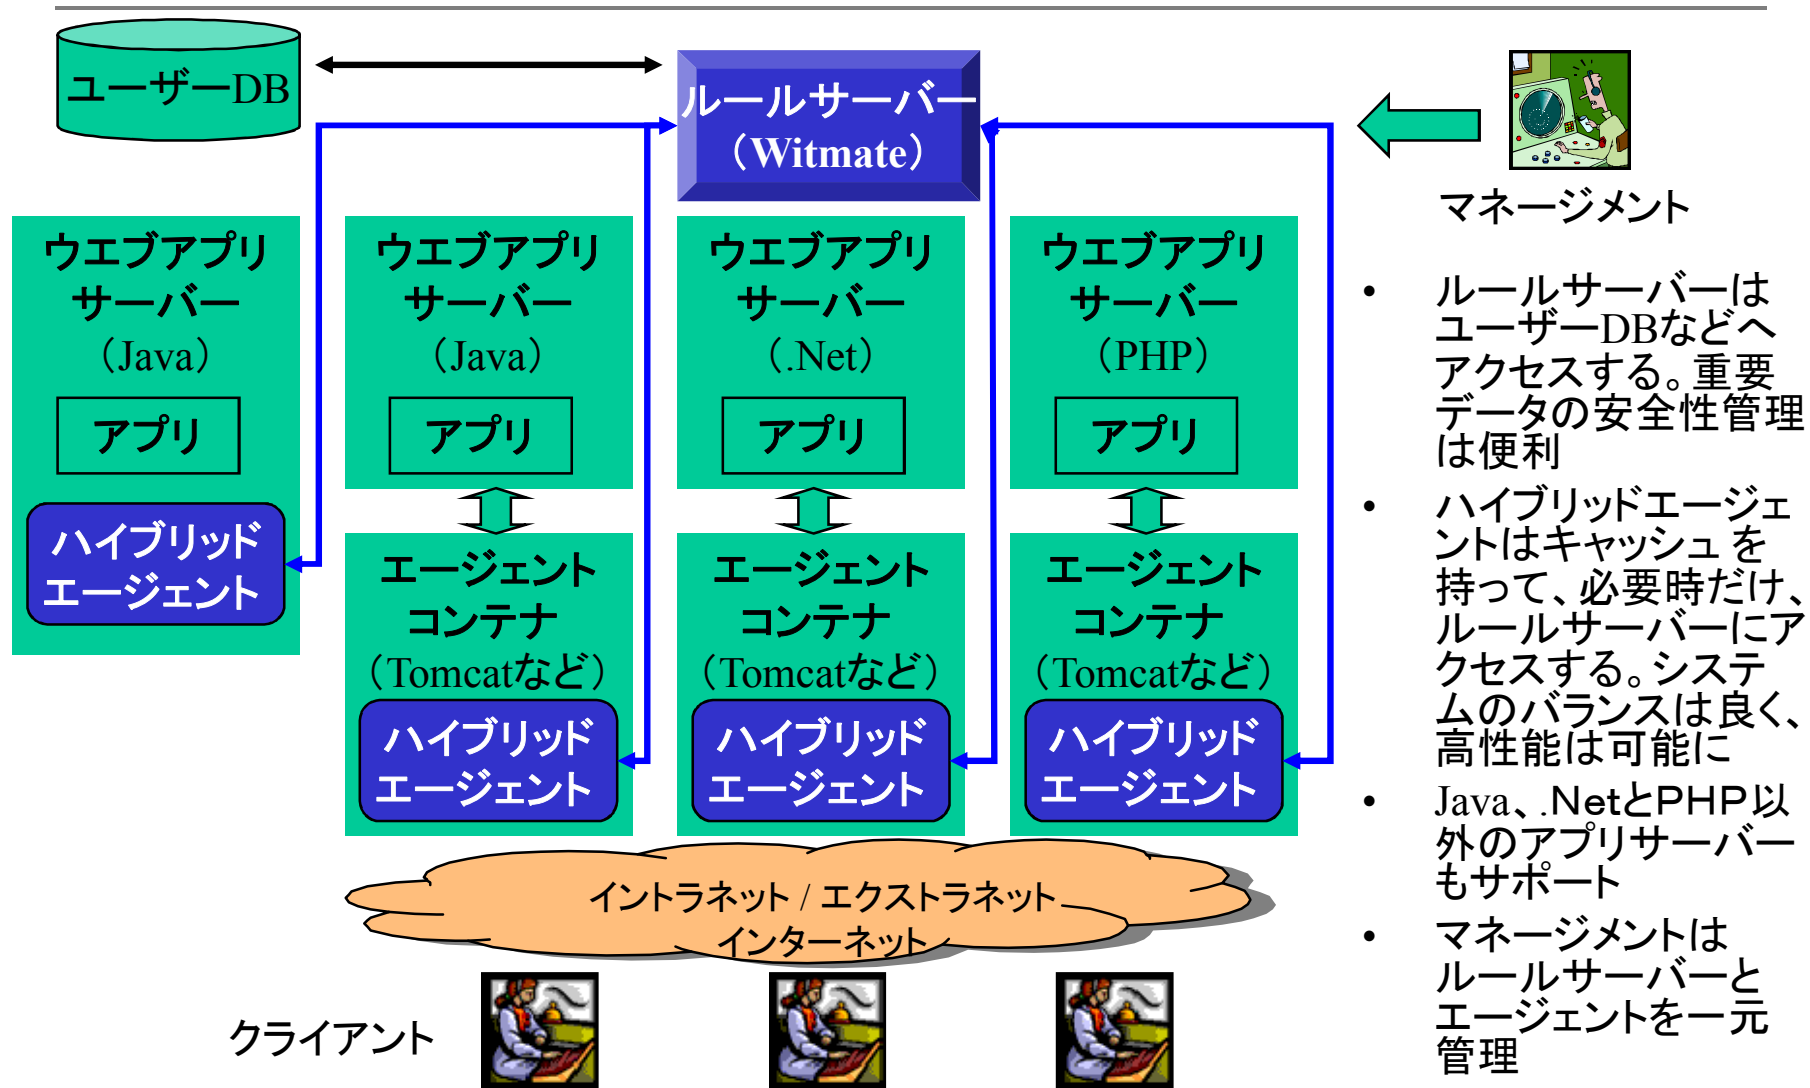 ユーザーDB
ルールサーバー
（Witmate）
マネージメント
ウエブアプリ
サーバー
（Java）
アプリ
ハイブリッド
エージェント
ウエブアプリ
サーバー
（Java）
アプリ
エージェント
コンテナ
（Tomcatなど）
ハイブリッド
エージェント
ウエブアプリ
サーバー
（.Net）
アプリ
エージェント
コンテナ
（Tomcatなど）
ハイブリッド
エージェント
ウエブアプリ
サーバー
（PHP）
アプリ
エージェント
コンテナ
（Tomcatなど）
ハイブリッド
エージェント
イントラネット / エクストラネット
インターネット
クライアント
• ルールサーバーは
ユーザーDBなどへ
アクセスする。重要
データの安全性管理
は便利
• ハイブリッドエージェ
ントはキャッシュを
持って、必要時だけ、
ルールサーバーにア
クセスする。システ
ムのバランスは良く、
高性能は可能に
• Java、.NetとPHP以
外のアプリサーバー
もサポート
• マネージメントは
ルールサーバーと
エージェントを一元
管理